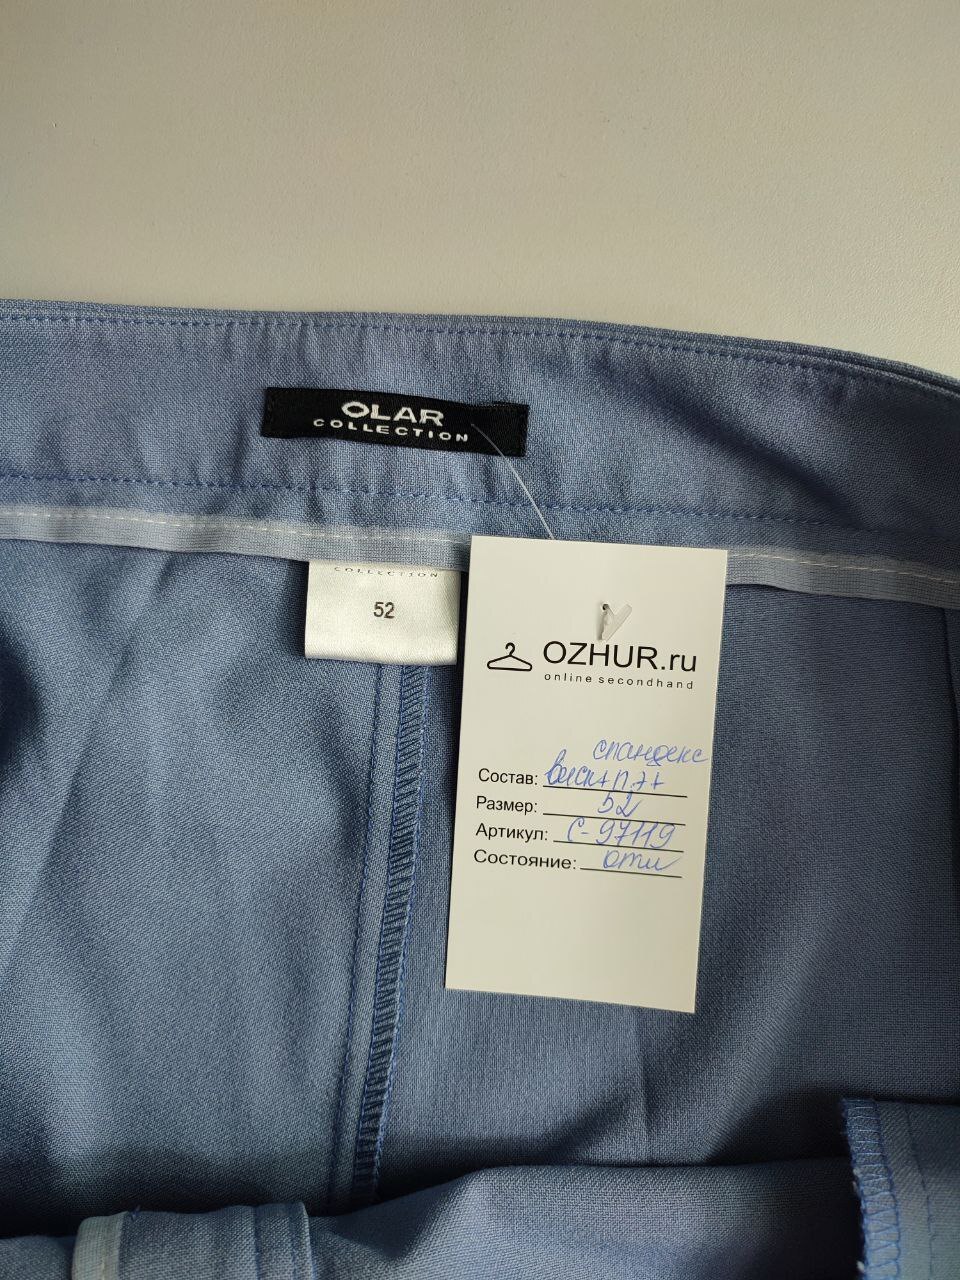 OLAR
COLLECTION
COLLECTION
52
OZHUR.ru
online secondhand
спандекс
Состав: виск+п/э+
Размер: 52
Артикул: С-97119
Состояние: отл